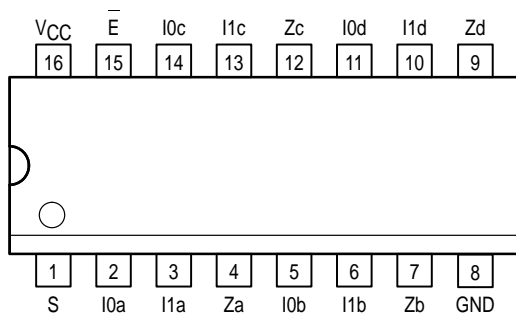 VCC E̅ I0c I1c Zc I0d I1d Zd
16 15 14 13 12 11 10 9
1 2 3 4 5 6 7 8
S I0a I1a Za I0b I1b Zb GND